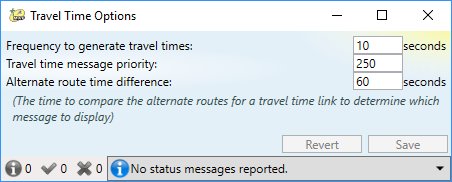 Travel Time Options
Frequency to generate travel times: 10 seconds
Travel time message priority: 250
Alternate route time difference: 60 seconds
(The time to compare the alternate routes for a travel time link to determine which
message to display)
Revert Save
0 0 0 No status messages reported.